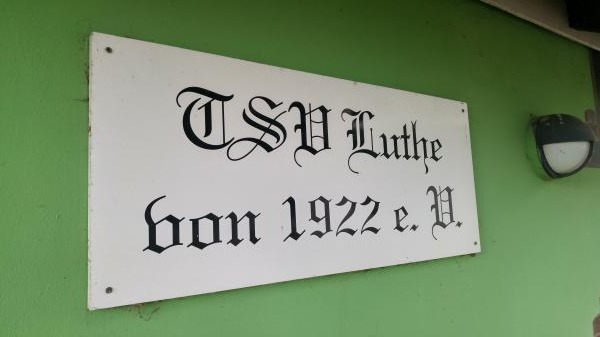 TSV Luthe
von 1922 e. V.